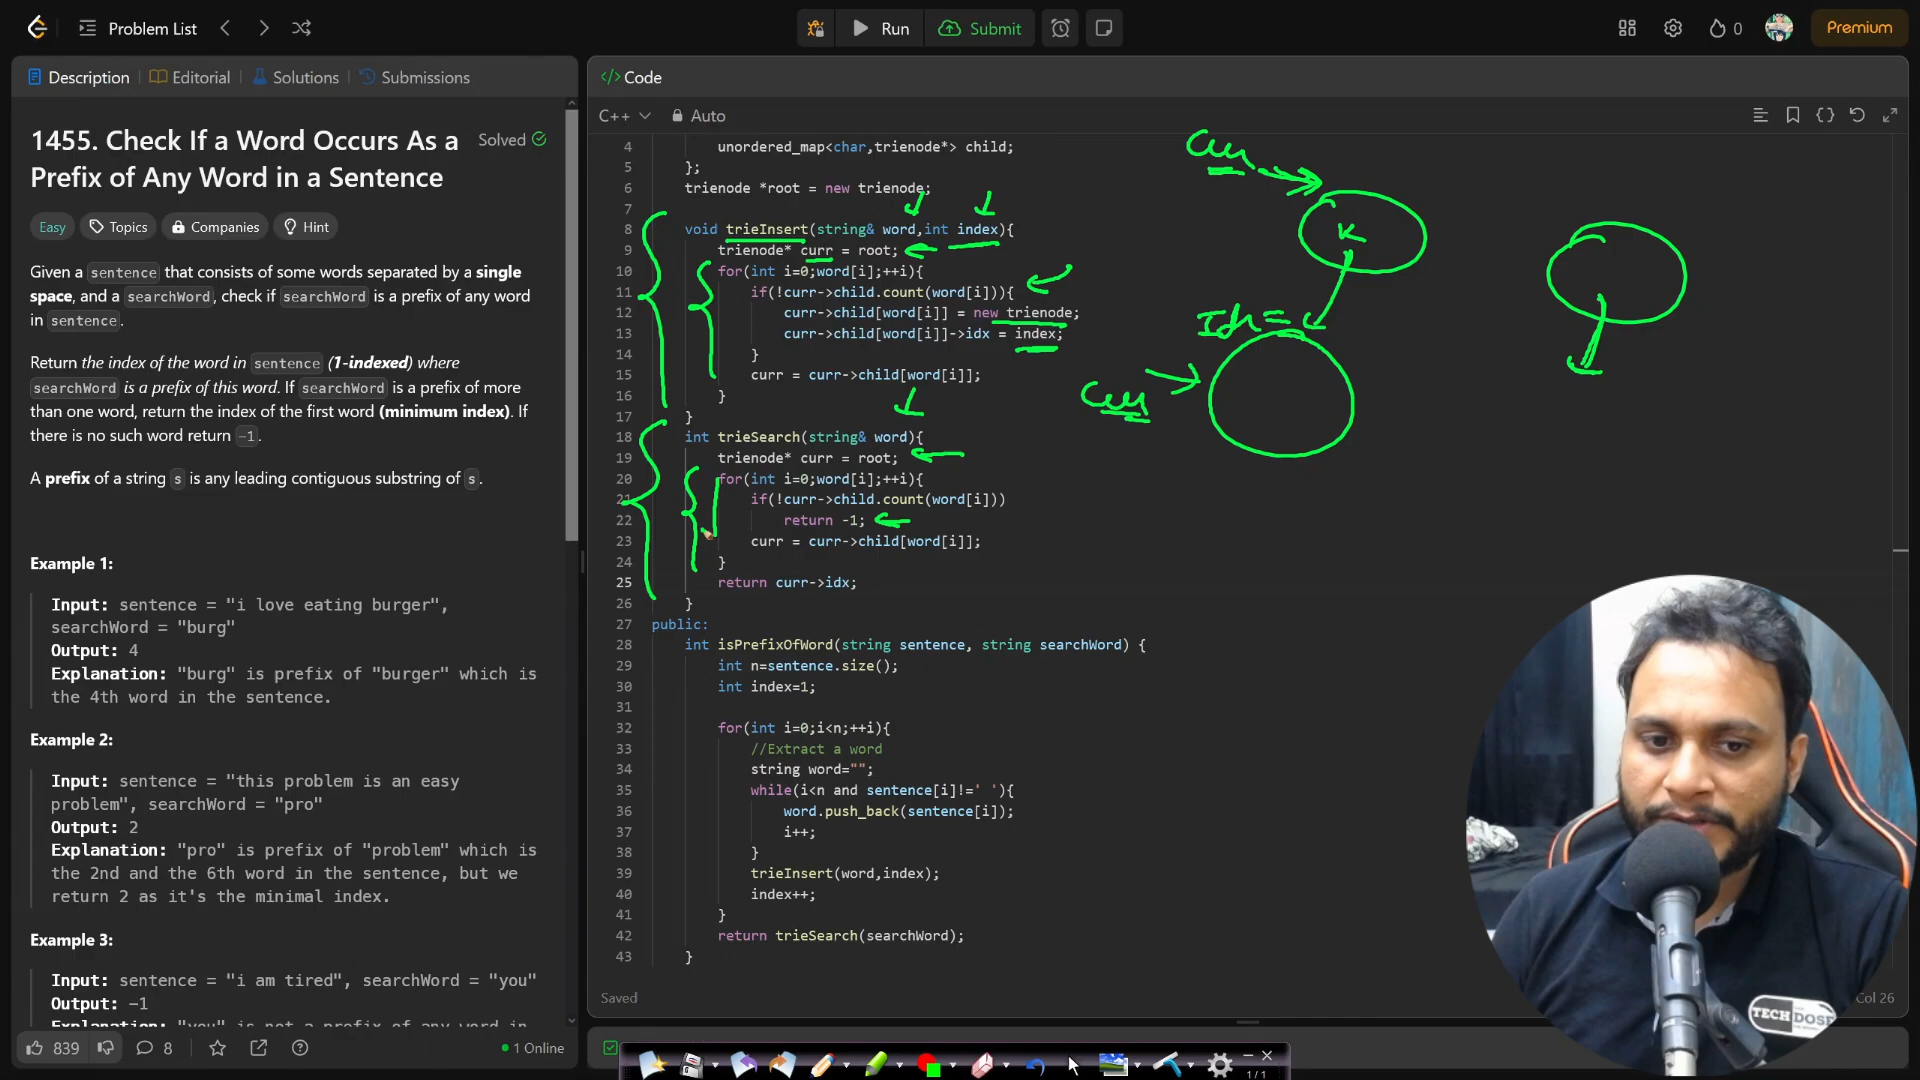 Problem List
Run
Submit
0
Premium
Description
Editorial
Solutions
Submissions
1455. Check If a Word Occurs As a
Prefix of Any Word in a Sentence
Solved
Easy
Topics
Companies
Hint
Given a sentence that consists of some words separated by a single
space, and a searchWord, check if searchWord is a prefix of any word
in sentence.
Return the index of the word in sentence (1-indexed) where
searchWord is a prefix of this word. If searchWord is a prefix of more
than one word, return the index of the first word (minimum index). If
there is no such word return -1.
A prefix of a string s is any leading contiguous substring of s.
Example 1:
Input: sentence = "i love eating burger",
searchWord = "burg"
Output: 4
Explanation: "burg" is prefix of "burger" which is
the 4th word in the sentence.
Example 2:
Input: sentence = "this problem is an easy
problem", searchWord = "pro"
Output: 2
Explanation: "pro" is prefix of "problem" which is
the 2nd and the 6th word in the sentence, but we
return 2 as it's the minimal index.
Example 3:
Input: sentence = "i am tired", searchWord = "you"
Output: -1
Explanation: "you" is not a prefix of any word in
839
8
1 Online
</> Code
C++
Auto
4 unordered_map<char,trienode*> child;
5 };
6 trienode *root = new trienode;
7
8 void trieInsert(string& word,int index){
9 trienode* curr = root;
10 for(int i=0;word[i];++i){
11 if(!curr->child.count(word[i])){
12 curr->child[word[i]] = new trienode;
13 curr->child[word[i]]->idx = index;
14 }
15 curr = curr->child[word[i]];
16 }
17 }
18 int trieSearch(string& word){
19 trienode* curr = root;
20 for(int i=0;word[i];++i){
21 if(!curr->child.count(word[i]))
22 return -1;
23 curr = curr->child[word[i]];
24 }
25 return curr->idx;
26 }
27 public:
28 int isPrefixOfWord(string sentence, string searchWord) {
29 int n=sentence.size();
30 int index=1;
31
32 for(int i=0;i<n;++i){
33 //Extract a word
34 string word="";
35 while(i<n and sentence[i]!=' '){
36 word.push_back(sentence[i]);
37 i++;
38 }
39 trieInsert(word,index);
40 index++;
41 }
42 return trieSearch(searchWord);
43 }
Saved
Col 26
Curr
K
Idx =
Curr
TECH DOSE
1/1